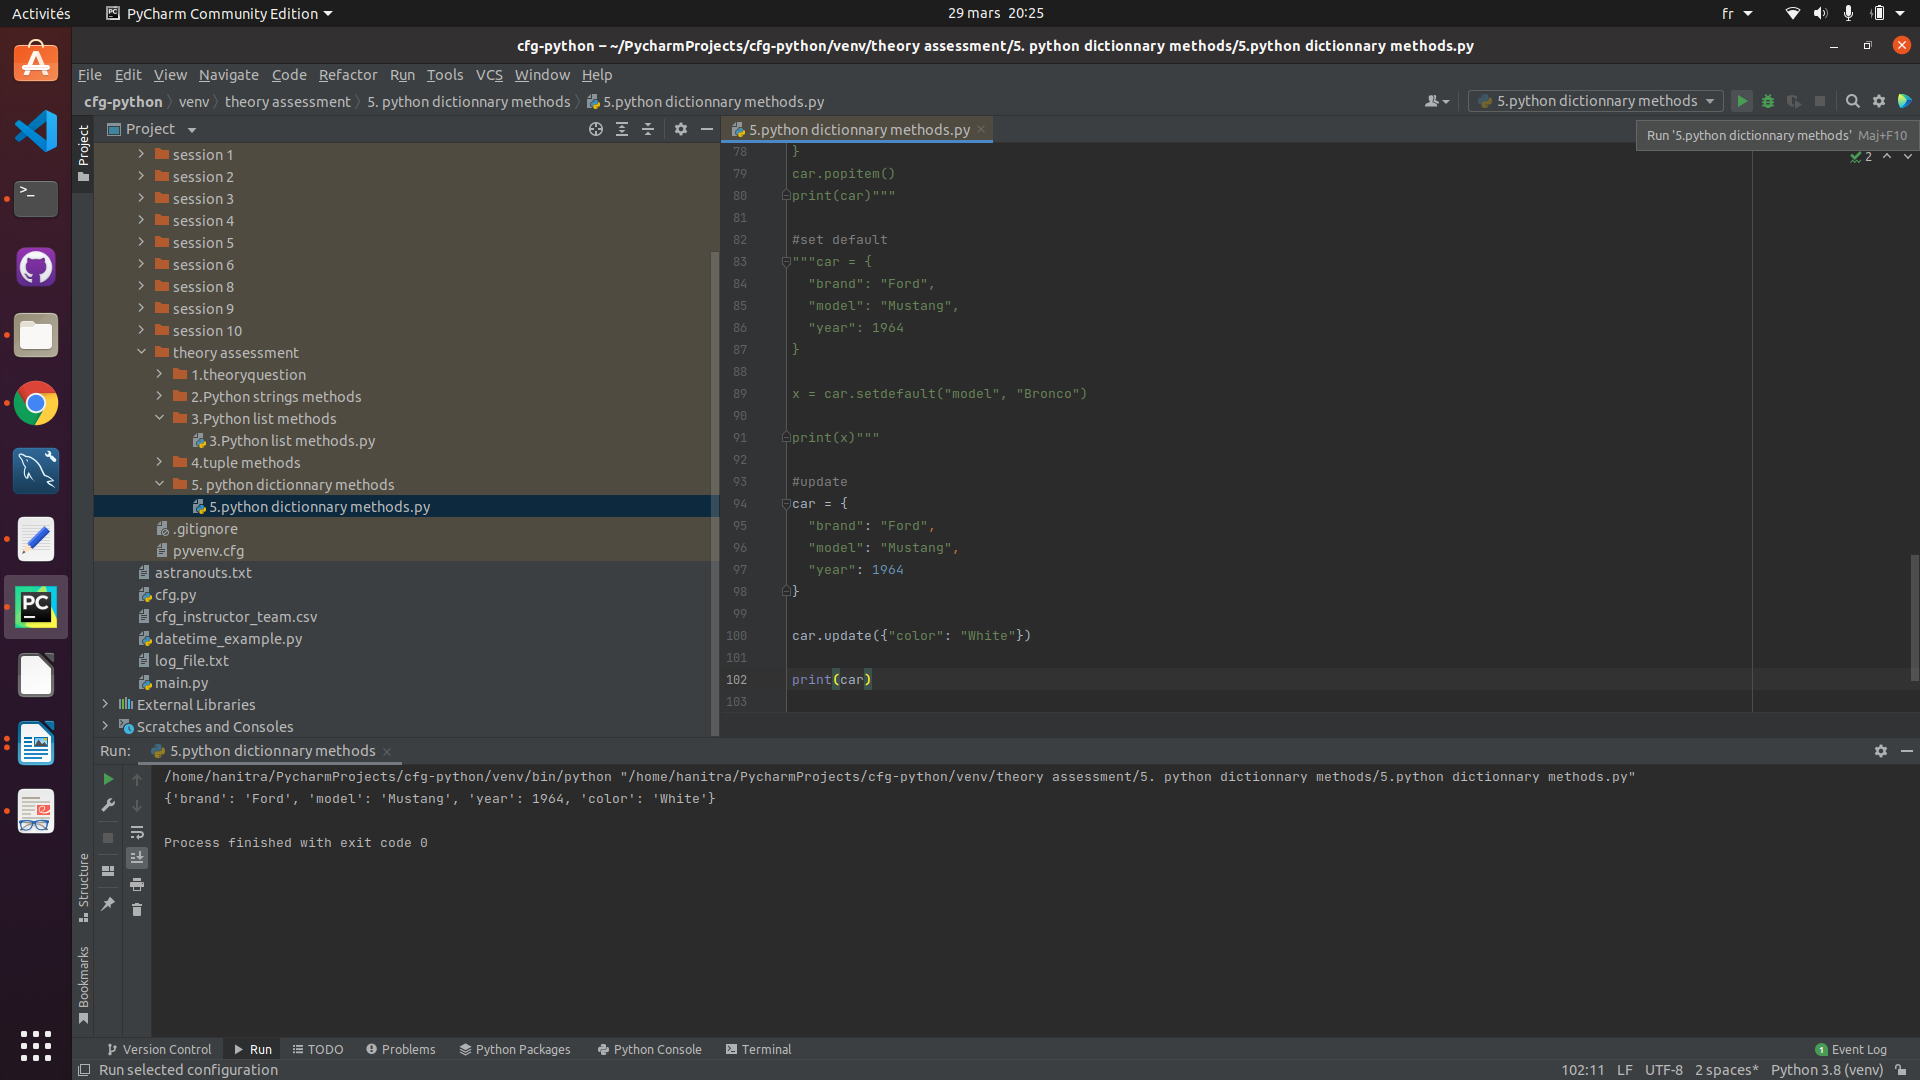 Activités
PyCharm Community Edition
29 mars 20:25
fr
cfg-python – ~/PycharmProjects/cfg-python/venv/theory assessment/5. python dictionnary methods/5.python dictionnary methods.py
File Edit View Navigate Code Refactor Run Tools VCS Window Help
cfg-python venv theory assessment 5. python dictionnary methods 5.python dictionnary methods.py
5.python dictionnary methods
Run '5.python dictionnary methods' Maj+F10
Project
Project
5.python dictionnary methods.py
2
session 1
session 2
session 3
session 4
session 5
session 6
session 8
session 9
session 10
theory assessment
1.theoryquestion
2.Python strings methods
3.Python list methods
3.Python list methods.py
4.tuple methods
5. python dictionnary methods
5.python dictionnary methods.py
.gitignore
pyvenv.cfg
astranouts.txt
cfg.py
cfg_instructor_team.csv
datetime_example.py
log_file.txt
main.py
External Libraries
Scratches and Consoles
78 }
79 car.popitem()
80 print(car)"""
81
82 #set default
83 """car = {
84 "brand": "Ford",
85 "model": "Mustang",
86 "year": 1964
87 }
88
89 x = car.setdefault("model", "Bronco")
90
91 print(x)"""
92
93 #update
94 car = {
95 "brand": "Ford",
96 "model": "Mustang",
97 "year": 1964
98 }
99
100 car.update({"color": "White"})
101
102 print(car)
103
Run: 5.python dictionnary methods
/home/hanitra/PycharmProjects/cfg-python/venv/bin/python "/home/hanitra/PycharmProjects/cfg-python/venv/theory assessment/5. python dictionnary methods/5.python dictionnary methods.py"
{'brand': 'Ford', 'model': 'Mustang', 'year': 1964, 'color': 'White'}
Process finished with exit code 0
Structure
Bookmarks
Version Control Run TODO Problems Python Packages Python Console Terminal
1 Event Log
Run selected configuration
102:11 LF UTF-8 2 spaces* Python 3.8 (venv)
PC